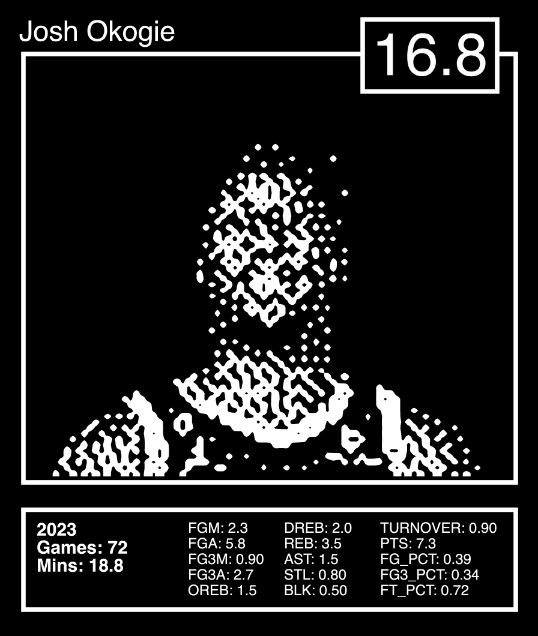 Josh Okogie
16.8
2023
Games: 72
Mins: 18.8
FGM: 2.3
FGA: 5.8
FG3M: 0.90
FG3A: 2.7
OREB: 1.5
DREB: 2.0
REB: 3.5
AST: 1.5
STL: 0.80
BLK: 0.50
TURNOVER: 0.90
PTS: 7.3
FG_PCT: 0.39
FG3_PCT: 0.34
FT_PCT: 0.72